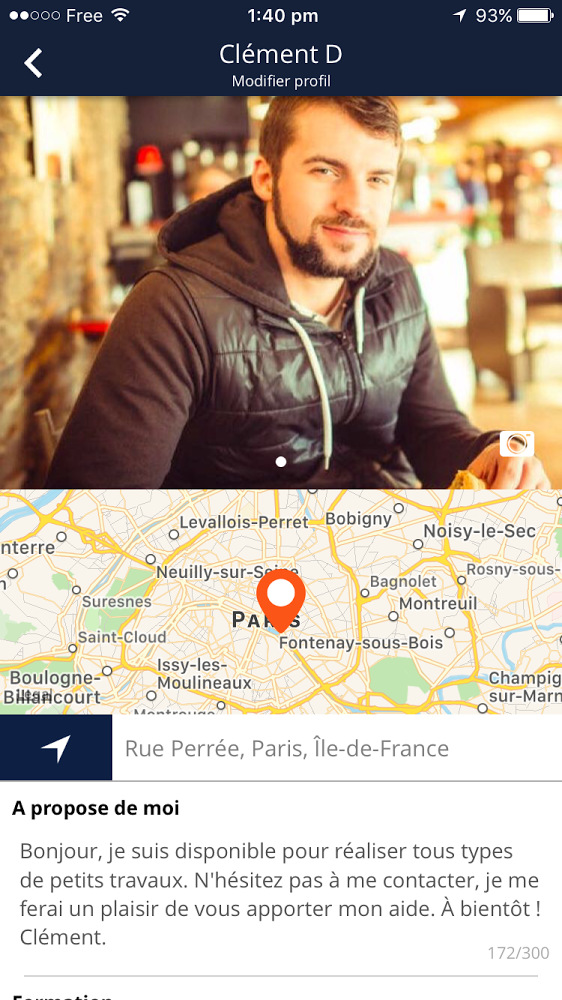 Free 1:40 pm 93%
Clément D
Modifier profil
Levallois-Perret Bobigny
Noisy-le-Sec
nterre
Neuilly-sur-Seine Rosny-sous-
Bagnolet
Suresnes Montreuil
PARIS
Saint-Cloud Fontenay-sous-Bois
Issy-les-
Moulineaux
Boulogne-
Billancourt
Champig
sur-Marn
Legal
Montrouge
Rue Perrée, Paris, Île-de-France
A propose de moi
Bonjour, je suis disponible pour réaliser tous types
de petits travaux. N'hésitez pas à me contacter, je me
ferai un plaisir de vous apporter mon aide. À bientôt !
Clément.
172/300
Formation